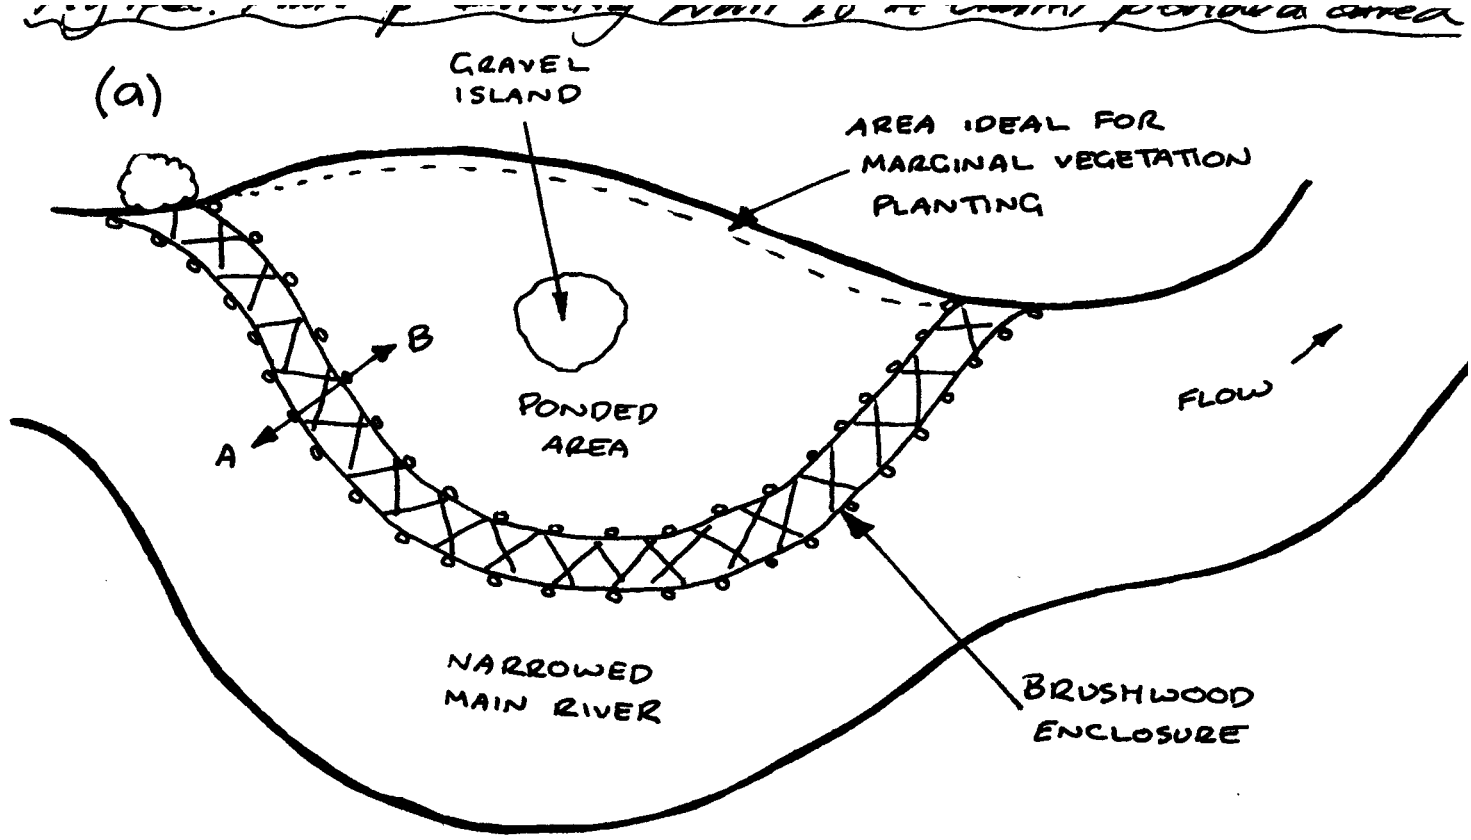 (a)
GRAVEL
ISLAND
AREA IDEAL FOR
MARGINAL VEGETATION
PLANTING
B
A
PONDED
AREA
FLOW
NARROWED
MAIN RIVER
BRUSHWOOD
ENCLOSURE